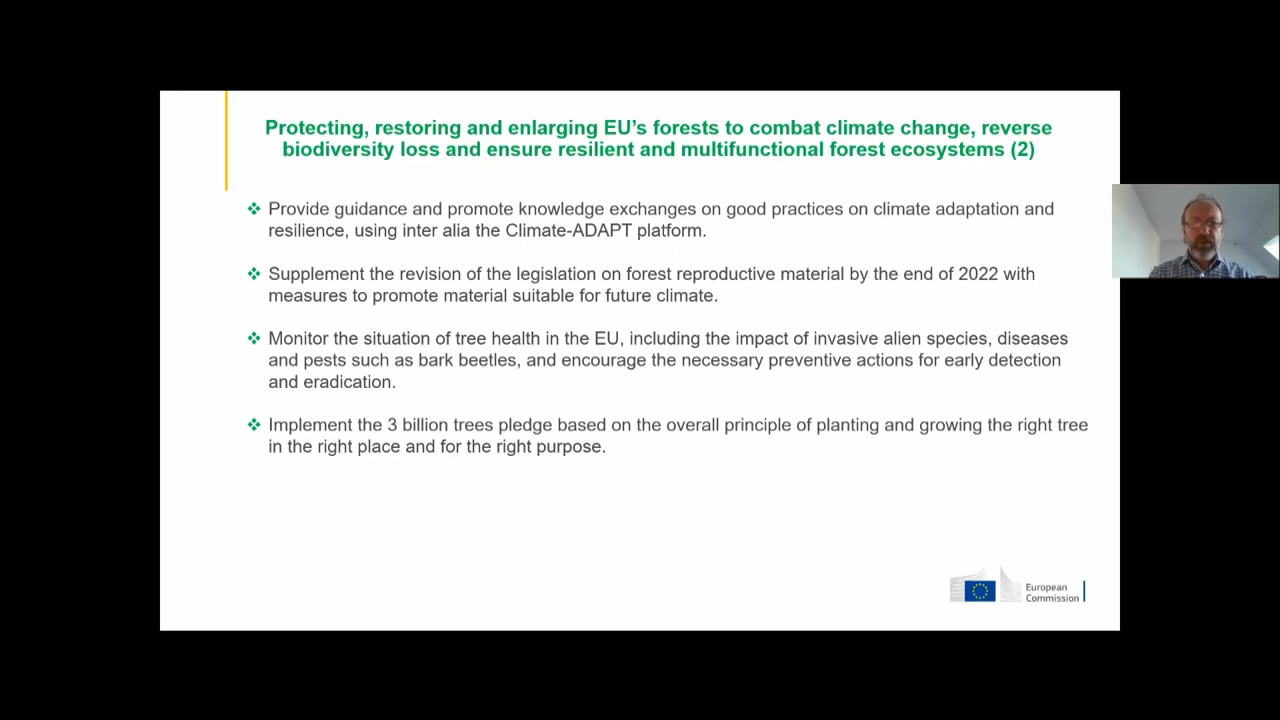 Protecting, restoring and enlarging EU’s forests to combat climate change, reverse
biodiversity loss and ensure resilient and multifunctional forest ecosystems (2)
❖ Provide guidance and promote knowledge exchanges on good practices on climate adaptation and
resilience, using inter alia the Climate-ADAPT platform.
❖ Supplement the revision of the legislation on forest reproductive material by the end of 2022 with
measures to promote material suitable for future climate.
❖ Monitor the situation of tree health in the EU, including the impact of invasive alien species, diseases
and pests such as bark beetles, and encourage the necessary preventive actions for early detection
and eradication.
❖ Implement the 3 billion trees pledge based on the overall principle of planting and growing the right tree
in the right place and for the right purpose.
European
Commission